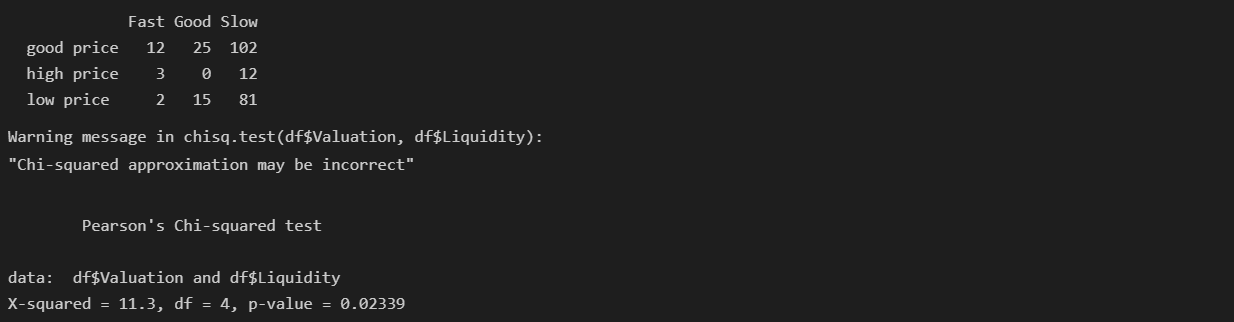 Fast Good Slow
good price 12 25 102
high price 3 0 12
low price 2 15 81
Warning message in chisq.test(df$Valuation, df$Liquidity):
"Chi-squared approximation may be incorrect"
Pearson's Chi-squared test
data: df$Valuation and df$Liquidity
X-squared = 11.3, df = 4, p-value = 0.02339